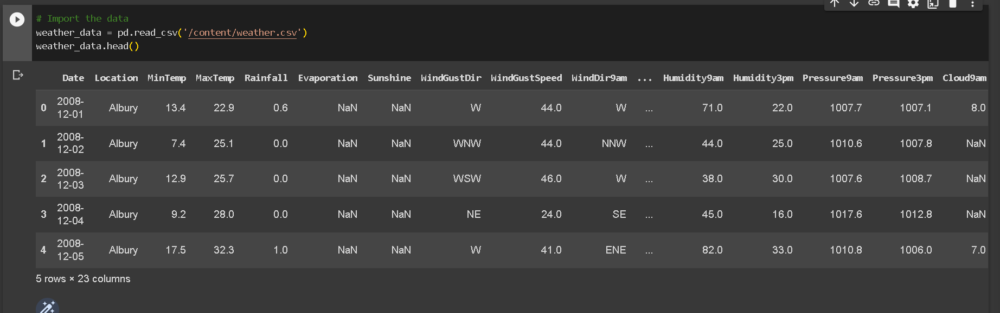 # Import the data
weather_data = pd.read_csv('/content/weather.csv')
weather_data.head()
Date Location MinTemp MaxTemp Rainfall Evaporation Sunshine WindGustDir WindGustSpeed WindDir9am ... Humidity9am Humidity3pm Pressure9am Pressure3pm Cloud9am
0 2008-12-01 Albury 13.4 22.9 0.6 NaN NaN W 44.0 W ... 71.0 22.0 1007.7 1007.1 8.0
1 2008-12-02 Albury 7.4 25.1 0.0 NaN NaN WNW 44.0 NNW ... 44.0 25.0 1010.6 1007.8 NaN
2 2008-12-03 Albury 12.9 25.7 0.0 NaN NaN WSW 46.0 W ... 38.0 30.0 1007.6 1008.7 NaN
3 2008-12-04 Albury 9.2 28.0 0.0 NaN NaN NE 24.0 SE ... 45.0 16.0 1017.6 1012.8 NaN
4 2008-12-05 Albury 17.5 32.3 1.0 NaN NaN W 41.0 ENE ... 82.0 33.0 1010.8 1006.0 7.0
5 rows × 23 columns